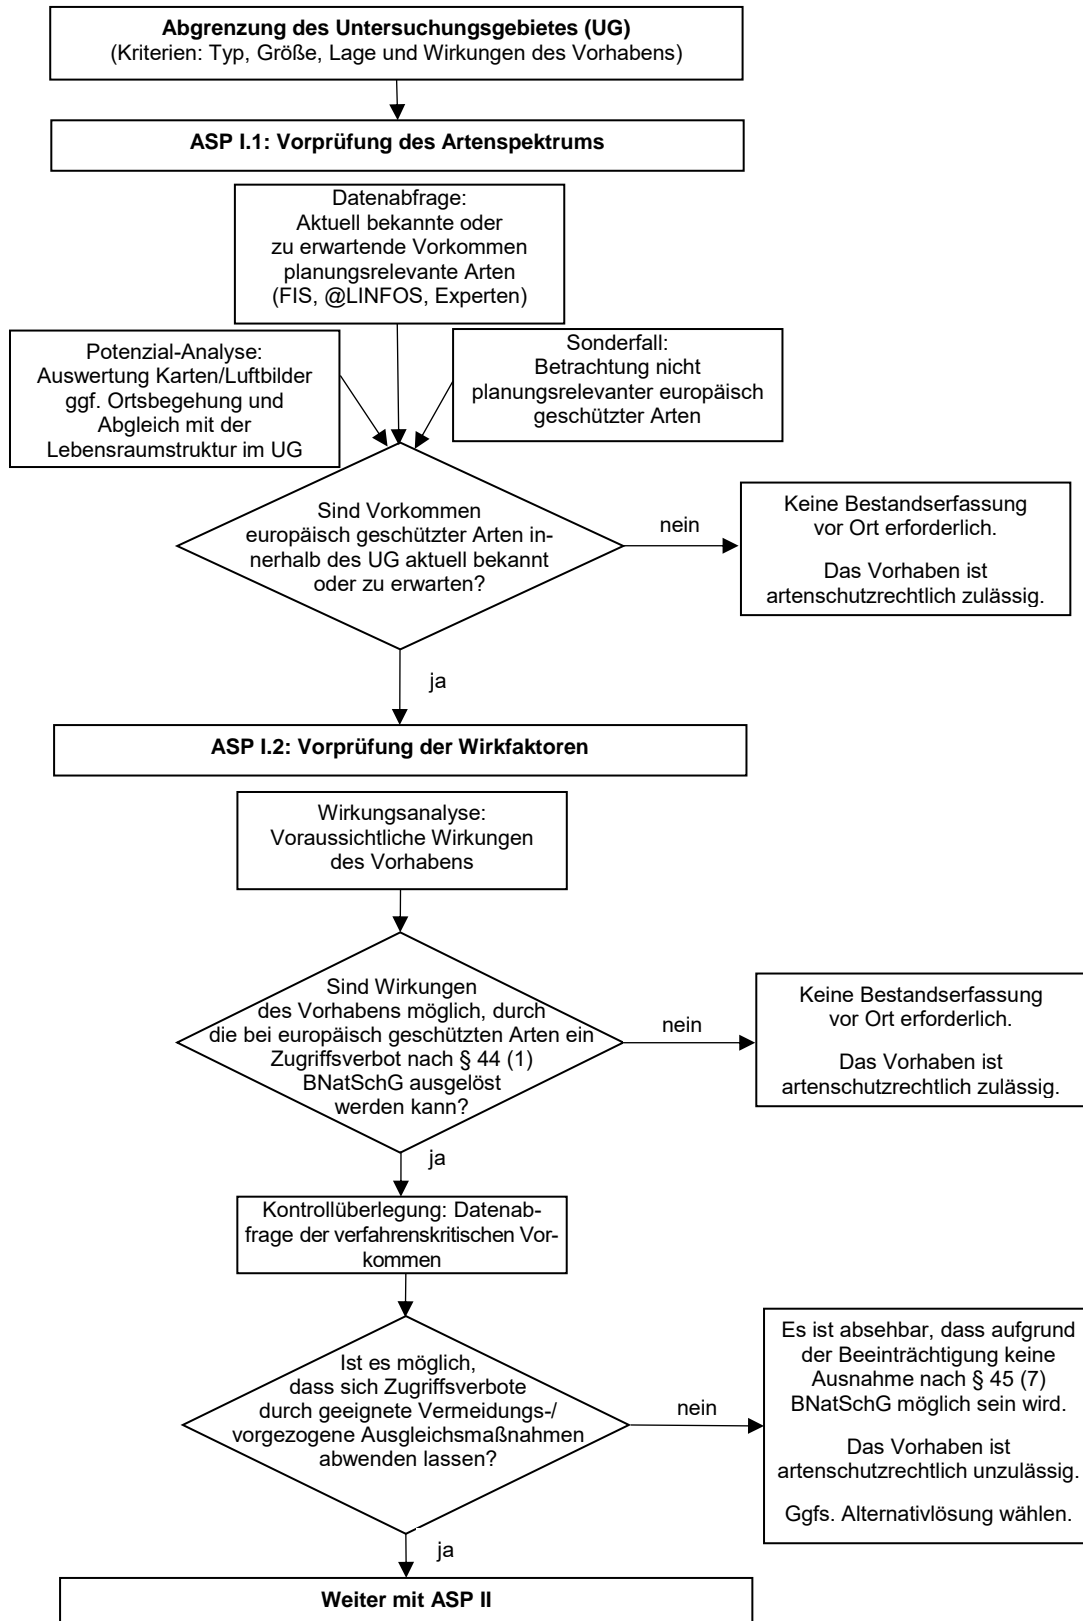 Abgrenzung des Untersuchungsgebietes (UG)
(Kriterien: Typ, Größe, Lage und Wirkungen des Vorhabens)
ASP I.1: Vorprüfung des Artenspektrums
Datenabfrage:
Aktuell bekannte oder
zu erwartende Vorkommen
planungsrelevante Arten
(FIS, @LINFOS, Experten)
Potenzial-Analyse:
Auswertung Karten/Luftbilder
ggf. Ortsbegehung und
Abgleich mit der
Lebensraumstruktur im UG
Sonderfall:
Betrachtung nicht
planungsrelevanter europäisch
geschützter Arten
Sind Vorkommen
europäisch geschützter Arten in-
nerhalb des UG aktuell bekannt
oder zu erwarten?
nein
Keine Bestandserfassung
vor Ort erforderlich.
Das Vorhaben ist
artenschutzrechtlich zulässig.
ja
ASP I.2: Vorprüfung der Wirkfaktoren
Wirkungsanalyse:
Voraussichtliche Wirkungen
des Vorhabens
Sind Wirkungen
des Vorhabens möglich, durch
die bei europäisch geschützten Arten ein
Zugriffsverbot nach § 44 (1)
BNatSchG ausgelöst
werden kann?
nein
Keine Bestandserfassung
vor Ort erforderlich.
Das Vorhaben ist
artenschutzrechtlich zulässig.
ja
Kontrollüberlegung: Datenab-
frage der verfahrenskritischen Vor-
kommen
Ist es möglich,
dass sich Zugriffsverbote
durch geeignete Vermeidungs-/
vorgezogene Ausgleichsmaßnahmen
abwenden lassen?
nein
Es ist absehbar, dass aufgrund
der Beeinträchtigung keine
Ausnahme nach § 45 (7)
BNatSchG möglich sein wird.
Das Vorhaben ist
artenschutzrechtlich unzulässig.
Ggfs. Alternativlösung wählen.
ja
Weiter mit ASP II